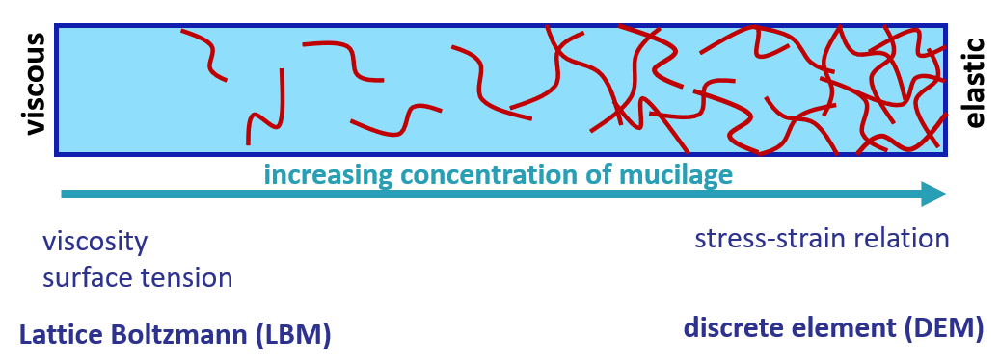 viscous
elastic
increasing concentration of mucilage
viscosity
surface tension
stress-strain relation
Lattice Boltzmann (LBM)
discrete element (DEM)